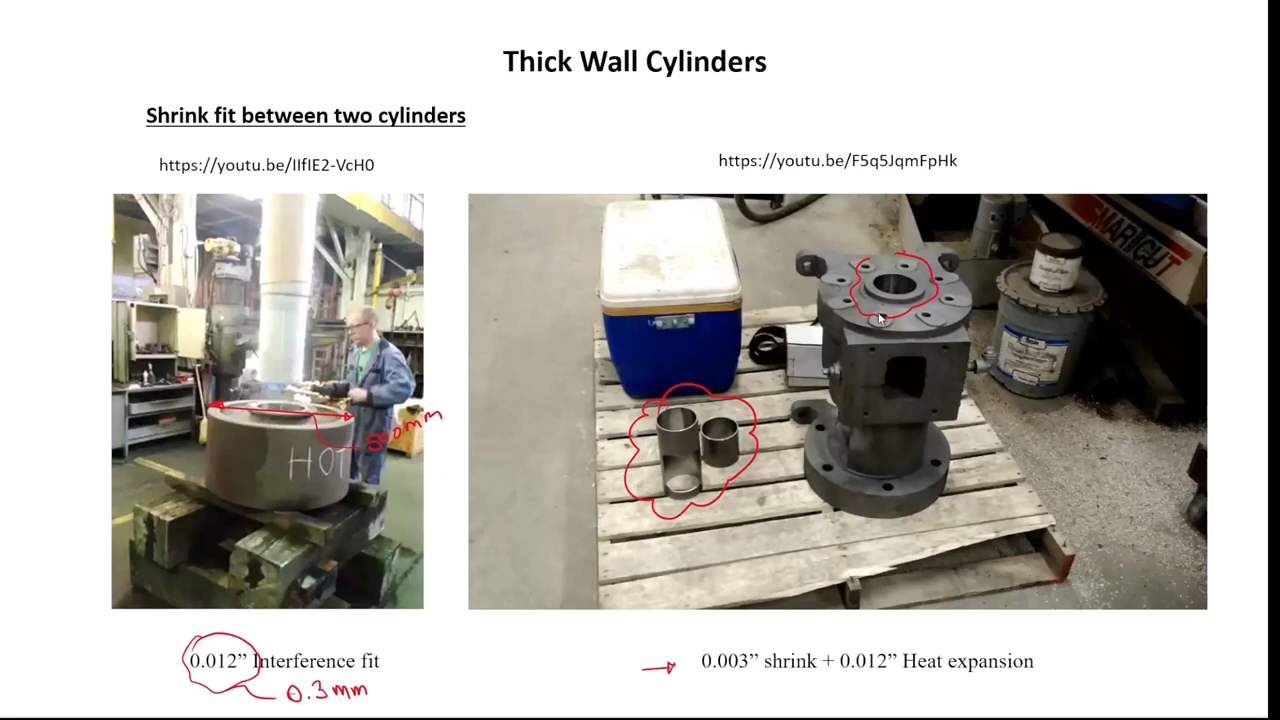 Thick Wall Cylinders
Shrink fit between two cylinders
https://youtu.be/IIfIE2-VcH0
https://youtu.be/F5q5JqmFpHk
MARICUT
HOT
500mm
0.012” Interference fit
0.3mm
0.003” shrink + 0.012” Heat expansion